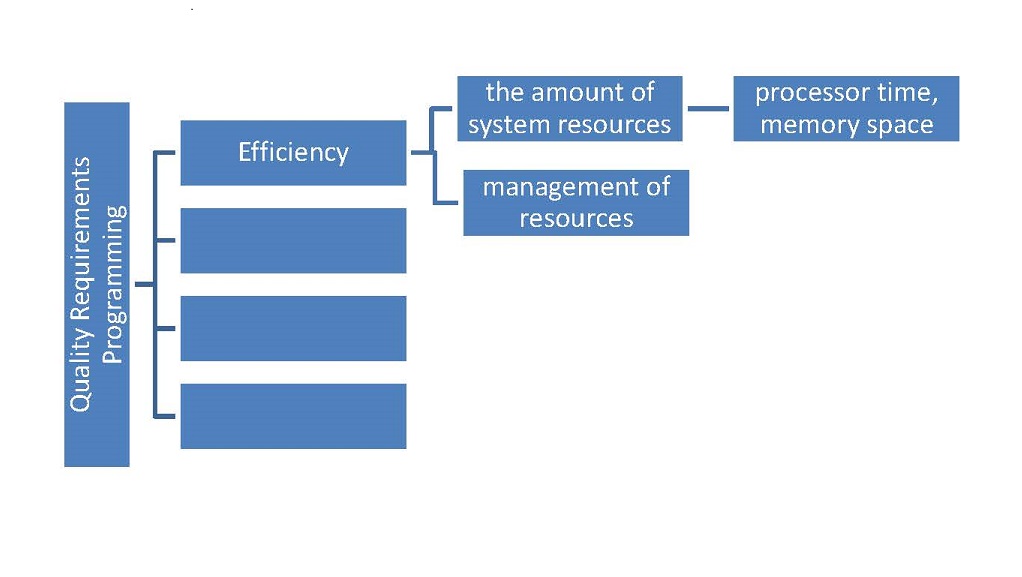 Quality Requirements
Programming
Efficiency
the amount of
system resources
processor time,
memory space
management of
resources